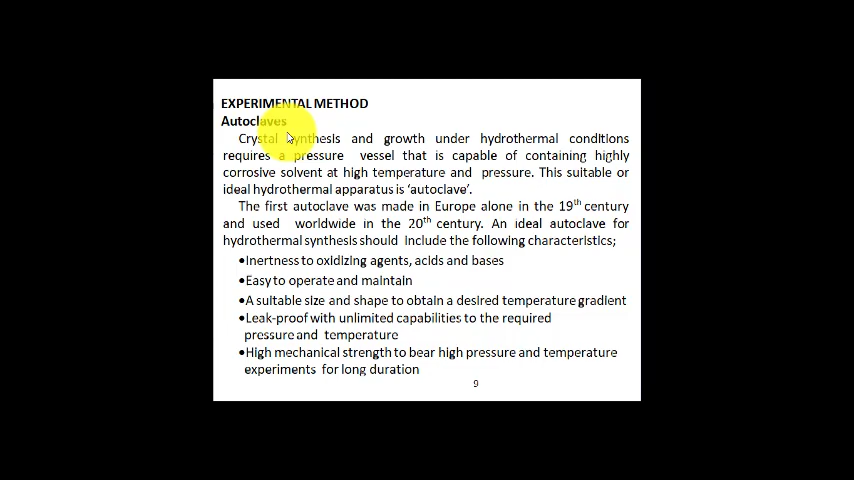 EXPERIMENTAL METHOD
Autoclaves
Crystal synthesis and growth under hydrothermal conditions
requires a pressure vessel that is capable of containing highly
corrosive solvent at high temperature and pressure. This suitable or
ideal hydrothermal apparatus is ‘autoclave’.
The first autoclave was made in Europe alone in the 19th century
and used worldwide in the 20th century. An ideal autoclave for
hydrothermal synthesis should include the following characteristics;
•Inertness to oxidizing agents, acids and bases
•Easy to operate and maintain
•A suitable size and shape to obtain a desired temperature gradient
•Leak-proof with unlimited capabilities to the required
pressure and temperature
•High mechanical strength to bear high pressure and temperature
experiments for long duration
9